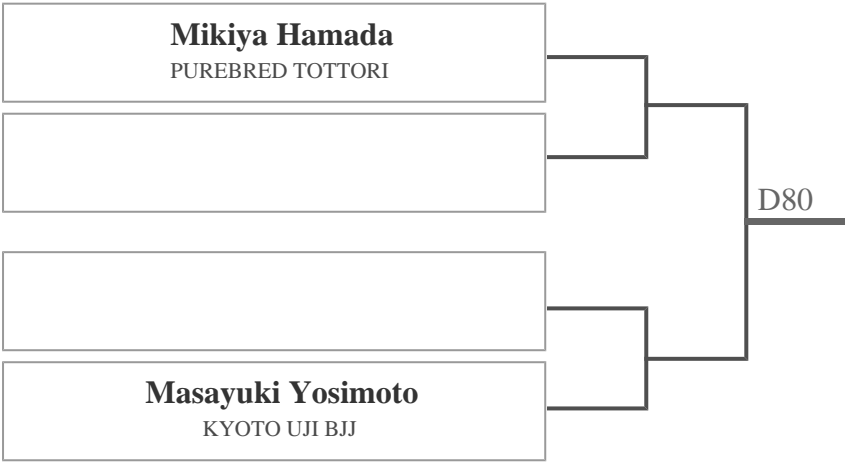 Mikiya Hamada
PUREBRED TOTTORI
D80
Masayuki Yosimoto
KYOTO UJI BJJ